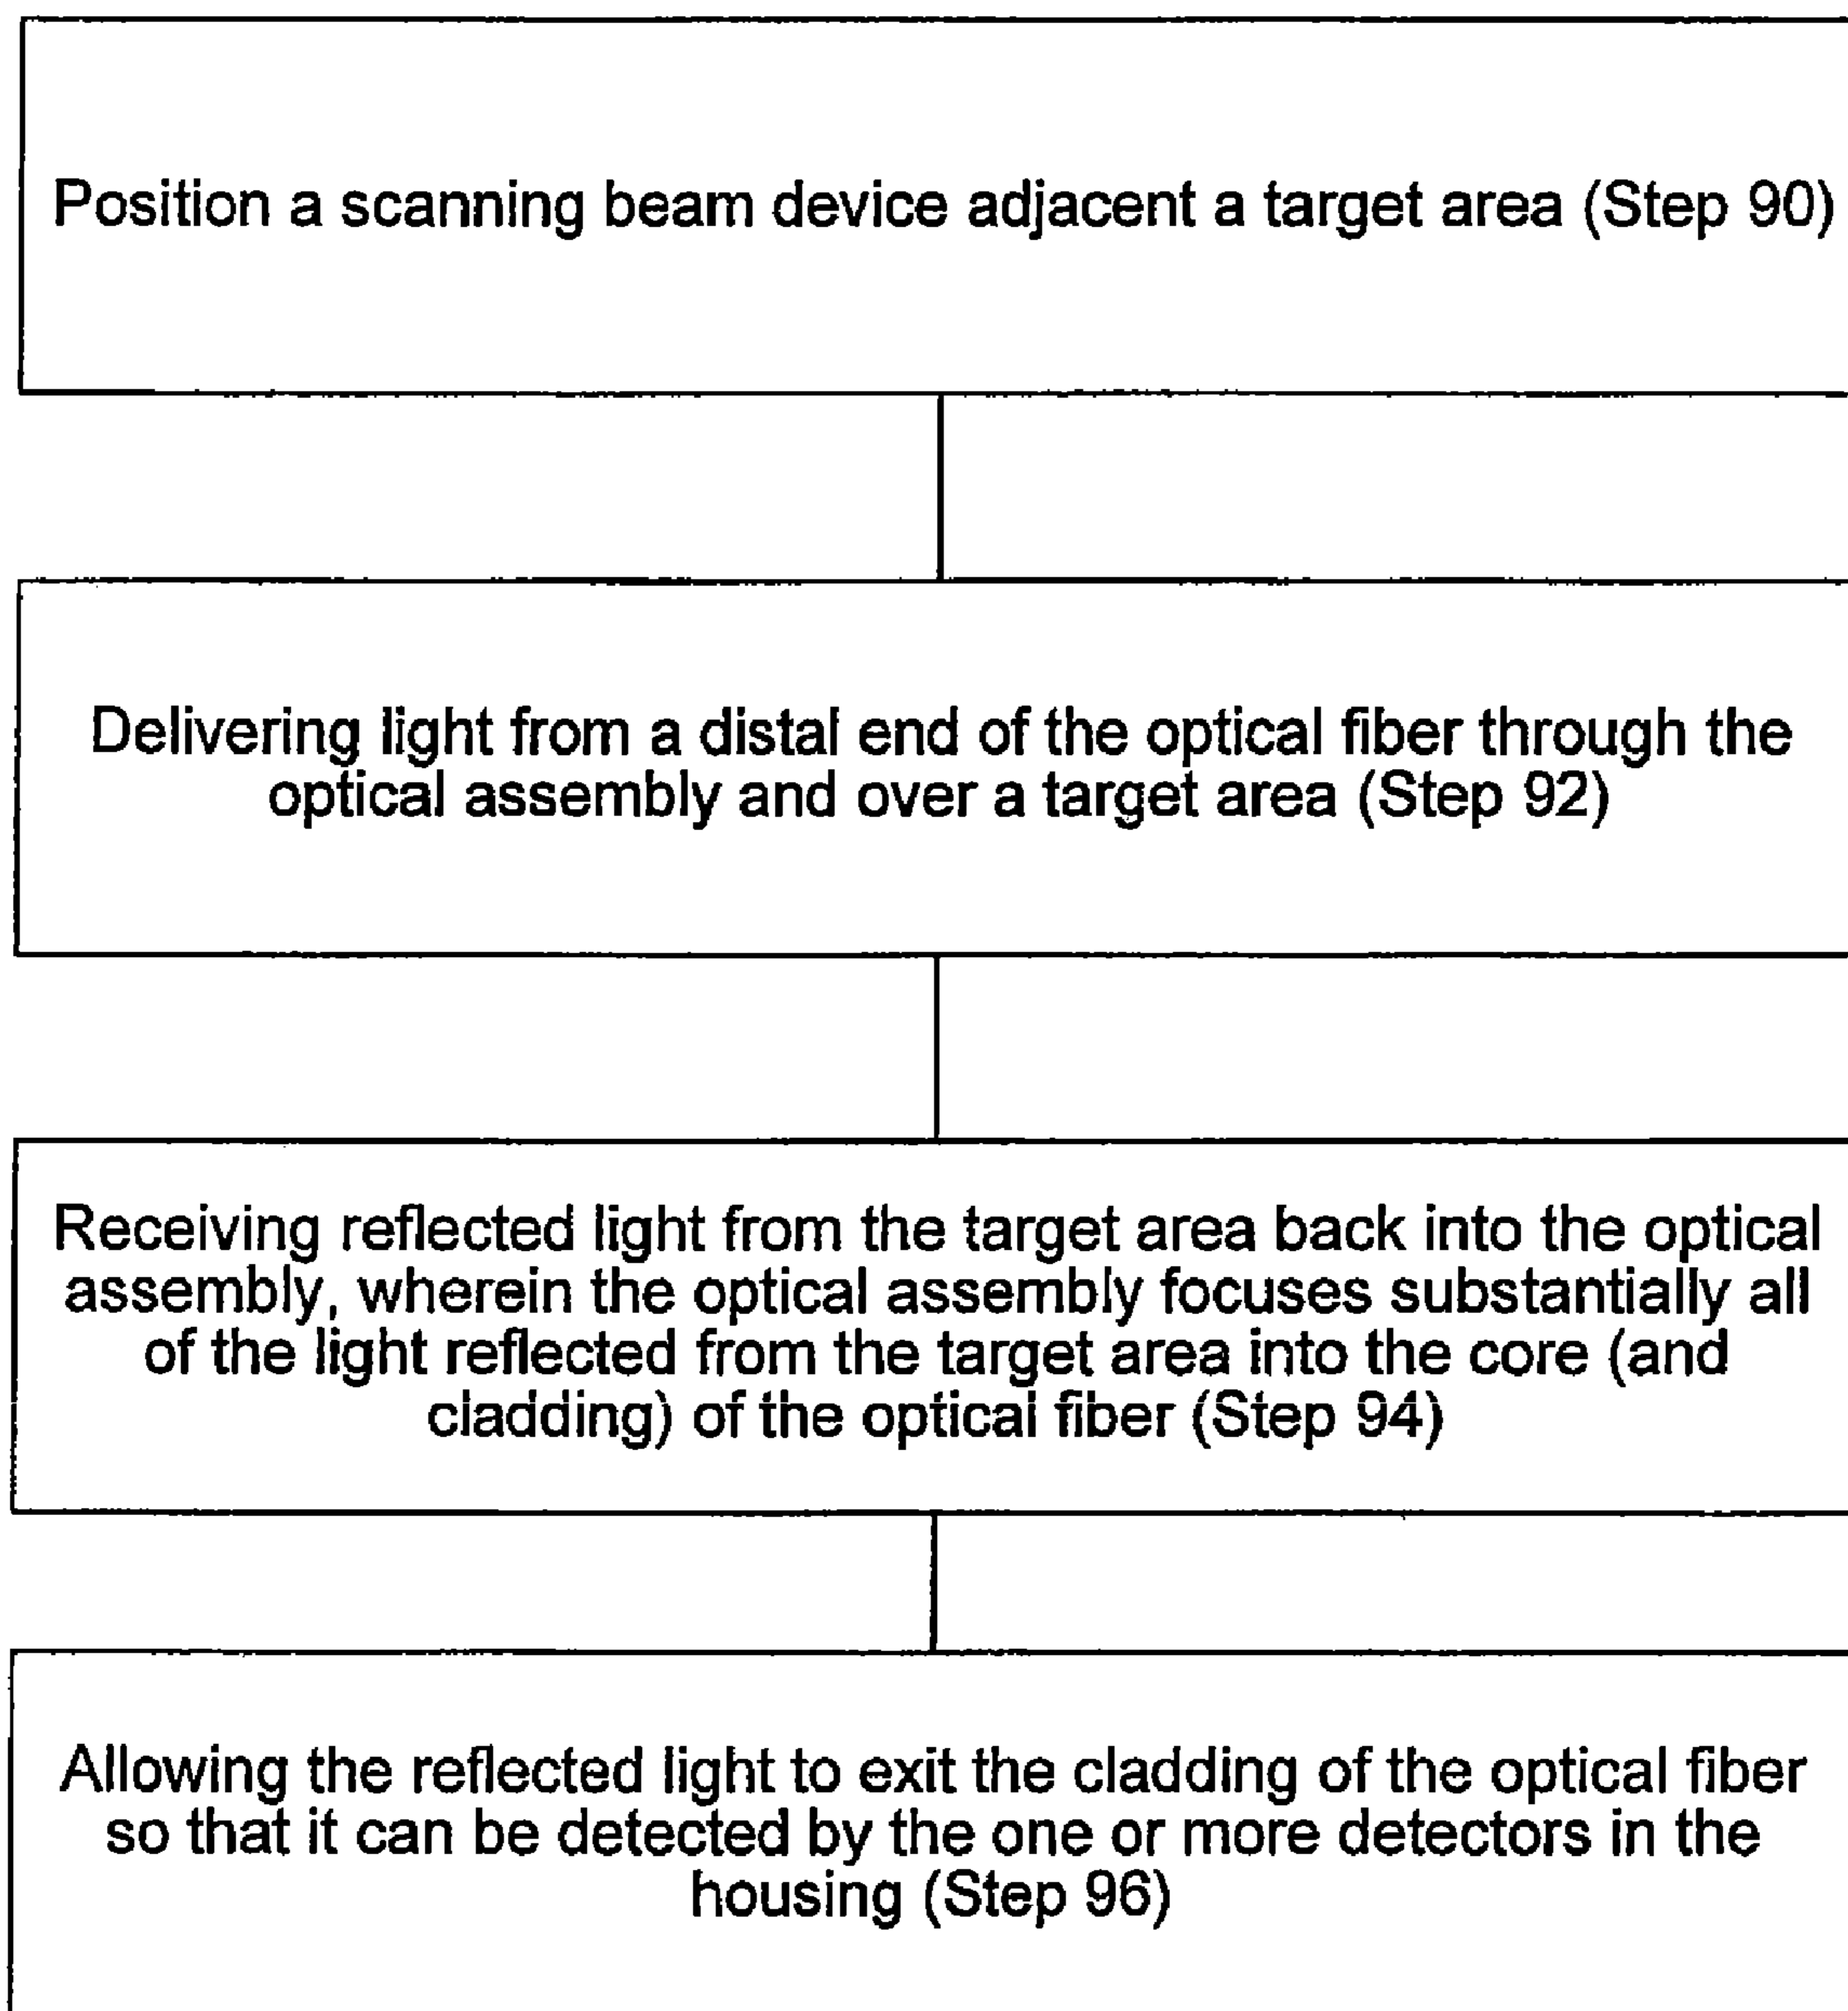 Position a scanning beam device adjacent a target area (Step 90)
Delivering light from a distal end of the optical fiber through the
optical assembly and over a target area (Step 92)
Receiving reflected light from the target area back into the optical
assembly, wherein the optical assembly focuses substantially all
of the light reflected from the target area into the core (and
cladding) of the optical fiber (Step 94)
Allowing the reflected light to exit the cladding of the optical fiber
so that it can be detected by the one or more detectors in the
housing (Step 96)